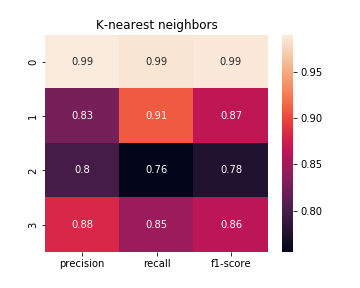 K-nearest neighbors
0 0.99 0.99 0.99
1 0.83 0.91 0.87
2 0.8 0.76 0.78
3 0.88 0.85 0.86
precision recall f1-score
0.95
0.90
0.85
0.80